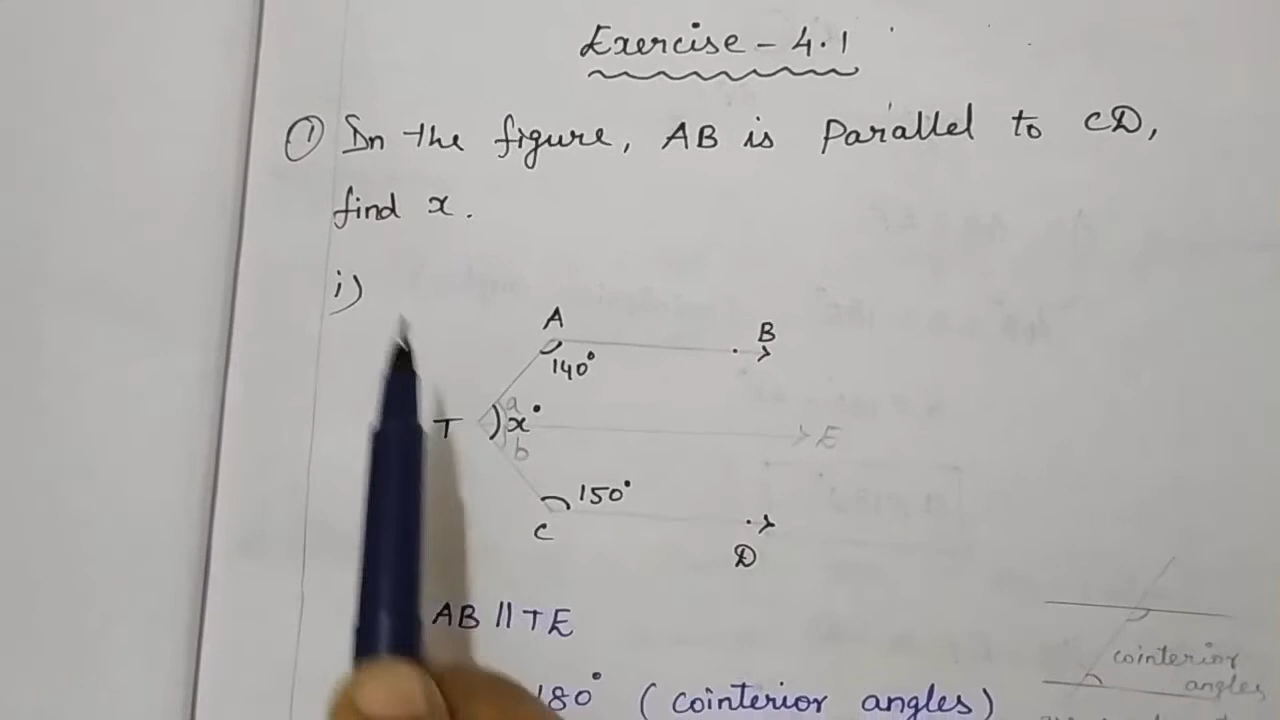 Exercise - 4.1
① In the figure, AB is parallel to CD,
find x.
i)
A
B
140°
a
T
x°
E
b
150°
C
D
AB || TE
180° (cointerior angles)
cointerior
angles